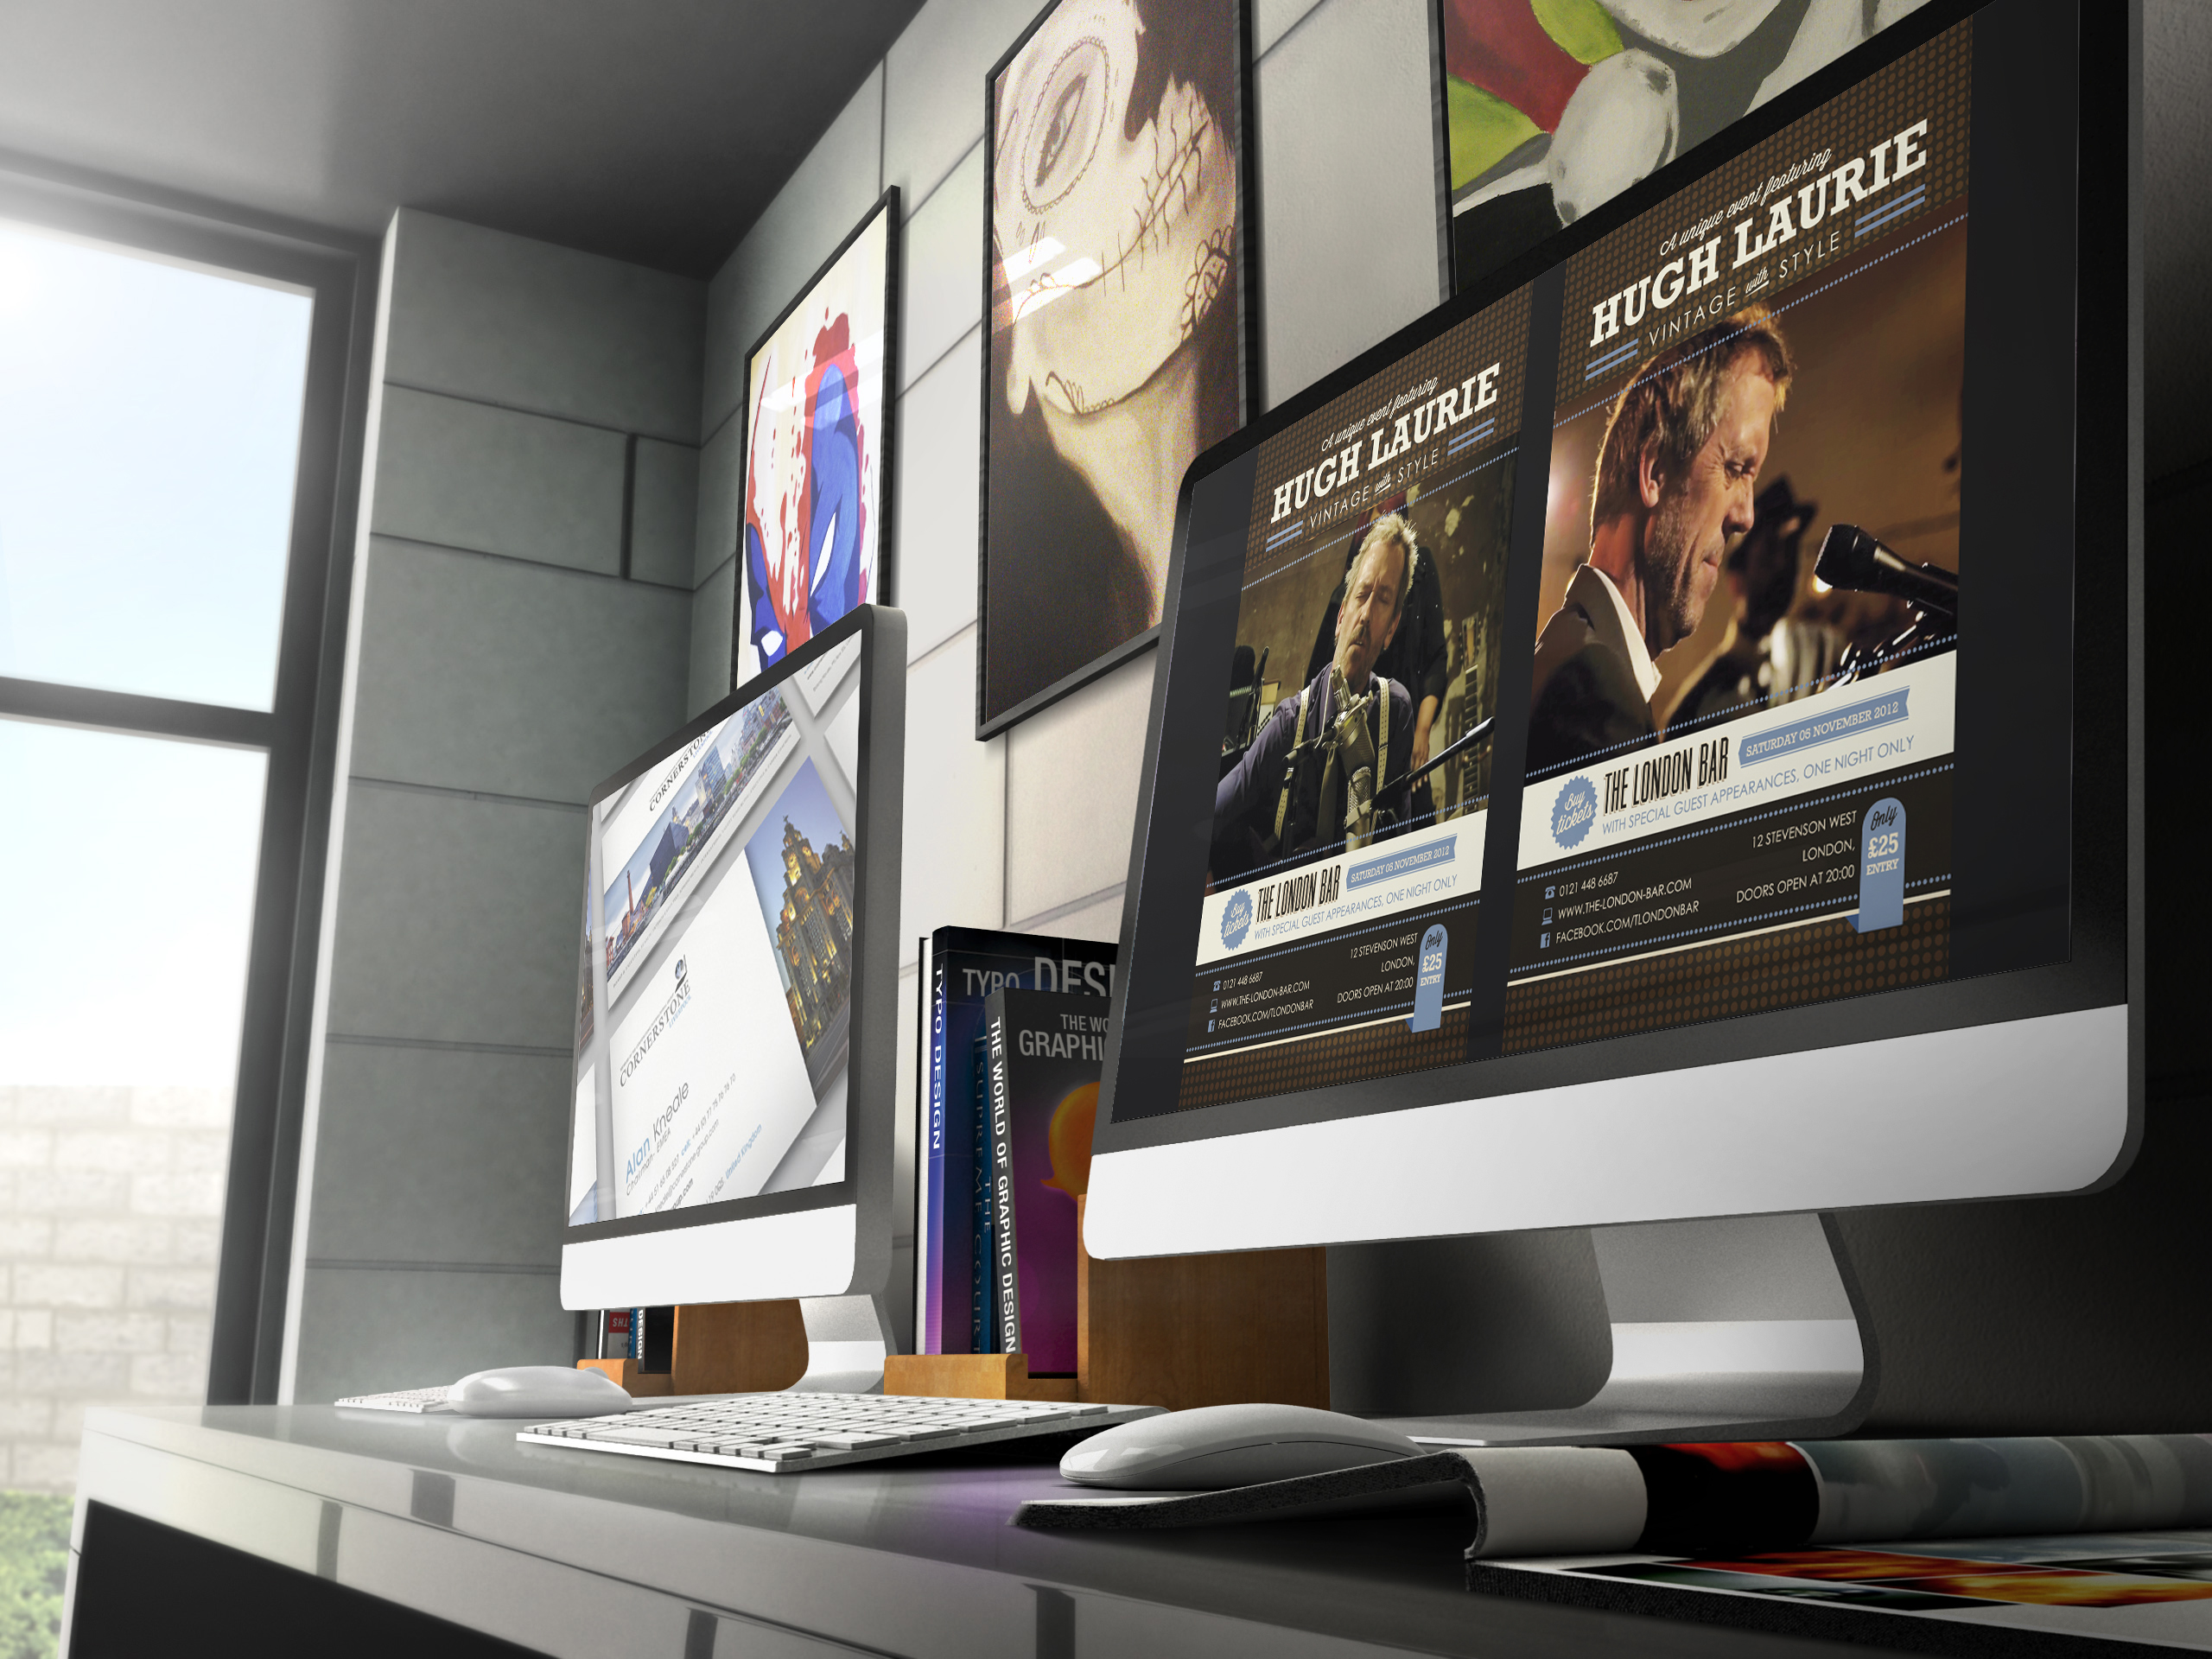 CORNERSTONE
CORNERSTONE
Alan Kneale
United Kingdom
TYPO DESIGN
TYPO DESI
THE WORLD OF GRAPHIC DESIGN
THE WO
GRAPHI
DESIGN
A unique event featuring
HUGH LAURIE
VINTAGE with STYLE
Buy tickets
THE LONDON BAR
SATURDAY 05 NOVEMBER 2012
WITH SPECIAL GUEST APPEARANCES, ONE NIGHT ONLY
0121 448 6687
WWW.THE-LONDON-BAR.COM
FACEBOOK.COM/TLONDONBAR
12 STEVENSON WEST
LONDON,
DOORS OPEN AT 20:00
Only
£25
ENTRY
A unique event featuring
HUGH LAURIE
VINTAGE with STYLE
Buy tickets
THE LONDON BAR
SATURDAY 05 NOVEMBER 2012
WITH SPECIAL GUEST APPEARANCES, ONE NIGHT ONLY
0121 448 6687
WWW.THE-LONDON-BAR.COM
FACEBOOK.COM/TLONDONBAR
12 STEVENSON WEST
LONDON,
DOORS OPEN AT 20:00
Only
£25
ENTRY